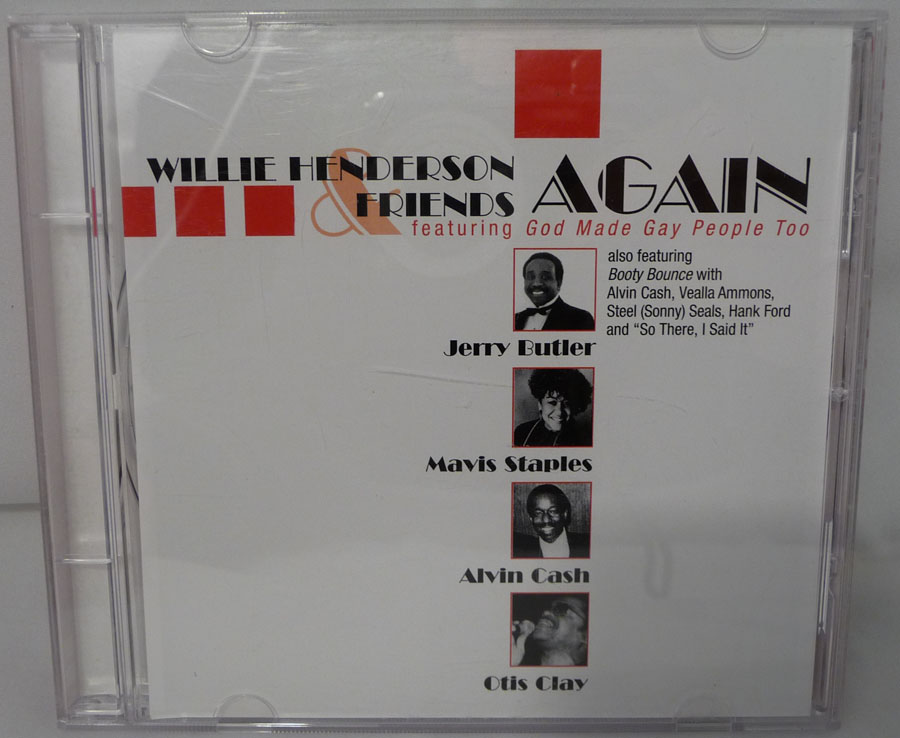 WILLIE HENDERSON
& FRIENDS
AGAIN
featuring God Made Gay People Too
also featuring
Booty Bounce with
Alvin Cash, Vealla Ammons,
Steel (Sonny) Seals, Hank Ford
and “So There, I Said It”
Jerry Butler
Mavis Staples
Alvin Cash
Otis Clay